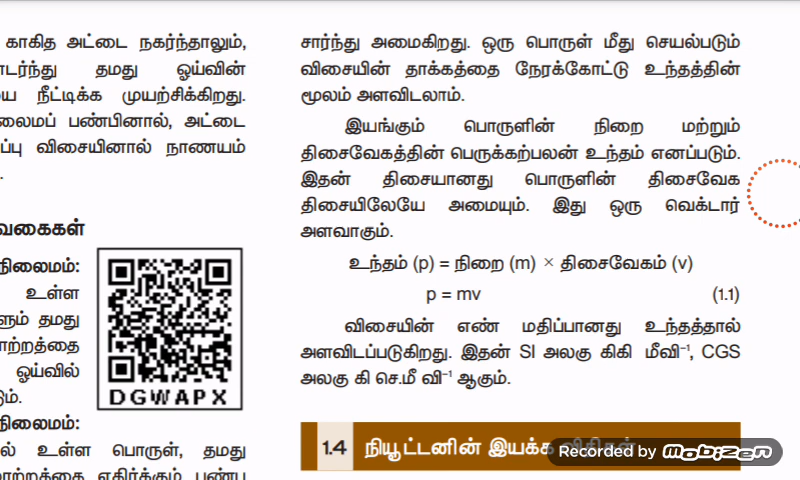 காகித அட்டை நகர்ந்தாலும்,
தமது ஓய்வின்
நீட்டிக்க முயற்சிக்கிறது.
பண்பினால், அட்டை
விசையினால் நாணயம்
வகைகள்
நிலைமம்:
உள்ள
தமது
ஓய்வில்
நிலைமம்:
உள்ள பொருள், தமது
எதிர்க்கும் பண்பு
DGWAPX
சார்ந்து அமைகிறது. ஒரு பொருள் மீது செயல்படும்
விசையின் தாக்கத்தை நேரக்கோட்டு உந்தத்தின்
மூலம் அளவிடலாம்.
இயங்கும் பொருளின் நிறை மற்றும்
திசைவேகத்தின் பெருக்கற்பலன் உந்தம் எனப்படும்.
இதன் திசையானது பொருளின் திசைவேக
திசையிலேயே அமையும். இது ஒரு வெக்டார்
அளவாகும்.
உந்தம் (p) = நிறை (m) × திசைவேகம் (v)
p = mv (1.1)
விசையின் எண் மதிப்பானது உந்தத்தால்
அளவிடப்படுகிறது. இதன் SI அலகு கிகி மீவி⁻¹, CGS
அலகு கி செ.மீ வி⁻¹ ஆகும்.
1.4 நியூட்டனின் இயக்க
Recorded by mobizen